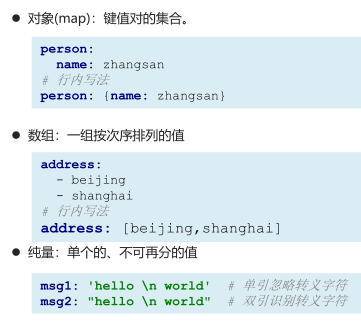 ● 对象(map)：键值对的集合。
person:
  name: zhangsan
# 行内写法
person: {name: zhangsan}
● 数组：一组按次序排列的值
address:
  - beijing
  - shanghai
# 行内写法
address: [beijing,shanghai]
● 纯量：单个的、不可再分的值
msg1: 'hello \n world'  # 单引忽略转义字符
msg2: "hello \n world"  # 双引识别转义字符